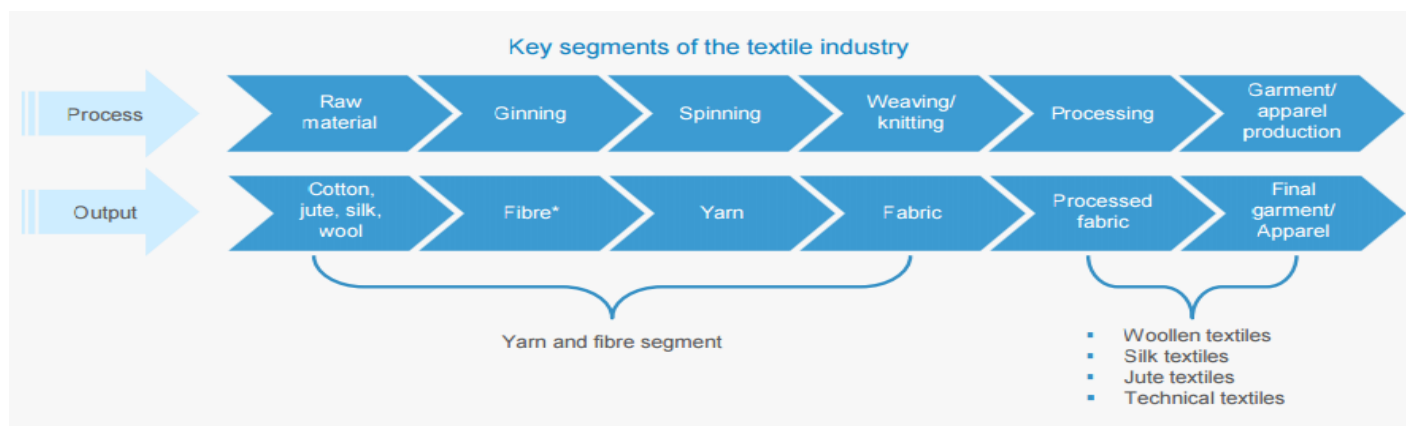 Key segments of the textile industry
Process
Raw
material
Ginning
Spinning
Weaving/
knitting
Processing
Garment/
apparel
production
Output
Cotton,
jute, silk,
wool
Fibre*
Yarn
Fabric
Processed
fabric
Final
garment/
Apparel
Yarn and fibre segment
▪ Woollen textiles
▪ Silk textiles
▪ Jute textiles
▪ Technical textiles